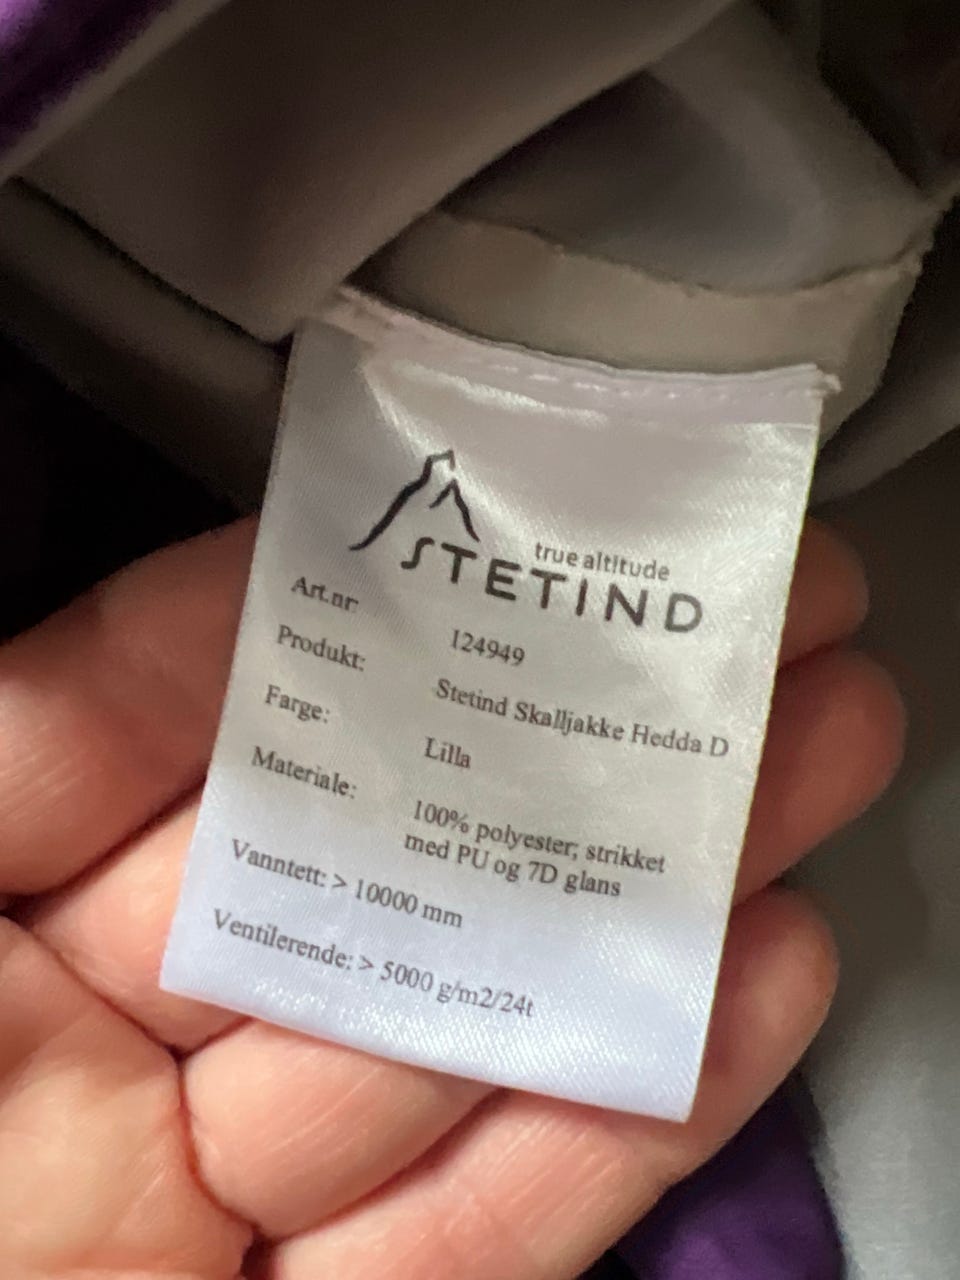 true altitude
STETIND
Art.nr: 124949
Produkt: Stetind Skalljakke Hedda D
Farge: Lilla
Materiale: 100% polyester; strikket
med PU og 7D glans
Vanntett: > 10000 mm
Ventilerende: > 5000 g/m2/24t